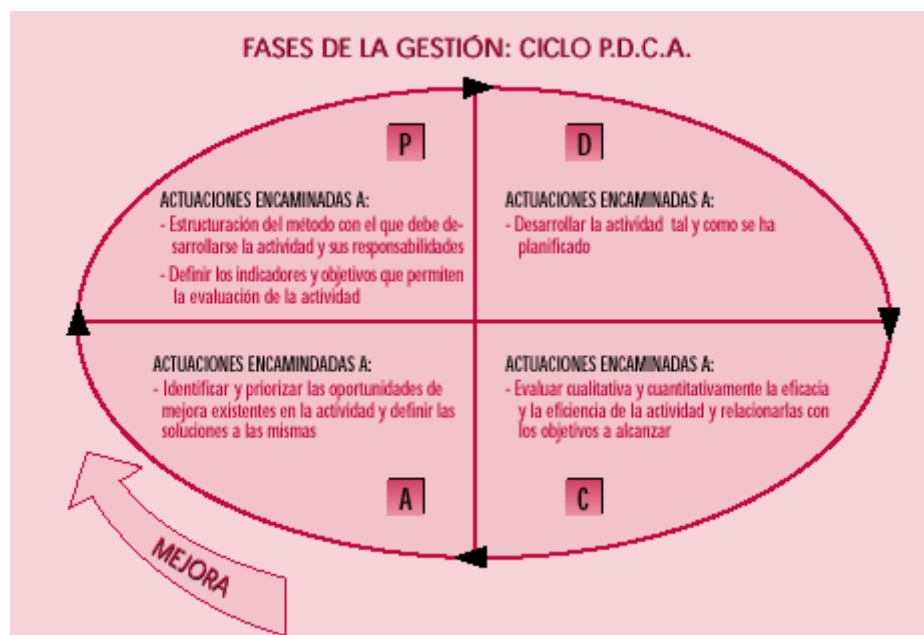 FASES DE LA GESTIÓN: CICLO P.D.C.A.
P
ACTUACIONES ENCAMINADAS A:
- Estructuración del método con el que debe de-
sarrollarse la actividad y sus responsabilidades
- Definir los indicadores y objetivos que permiten
la evaluación de la actividad
D
ACTUACIONES ENCAMINADAS A:
- Desarrollar la actividad tal y como se ha
planificado
ACTUACIONES ENCAMINDADAS A:
- Identificar y priorizar las oportunidades de
mejora existentes en la actividad y definir las
soluciones a las mismas
A
ACTUACIONES ENCAMINADAS A:
- Evaluar cualitativa y cuantitativamente la eficacia
y la eficiencia de la actividad y relacionarlas con
los objetivos a alcanzar
C
MEJORA